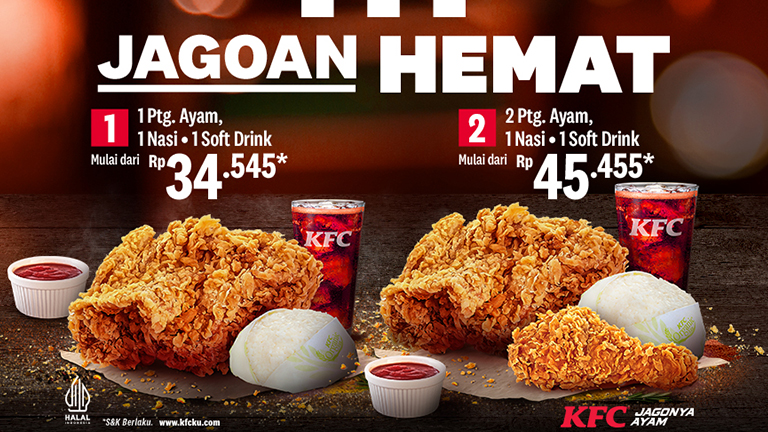 JAGOAN HEMAT
1
1 Ptg. Ayam,
1 Nasi • 1 Soft Drink
Mulai dari Rp 34.545*
2
2 Ptg. Ayam,
1 Nasi • 1 Soft Drink
Mulai dari Rp 45.455*
KFC
KFC
HALAL
INDONESIA
*S&K Berlaku. www.kfcku.com
KFC JAGONYA
AYAM